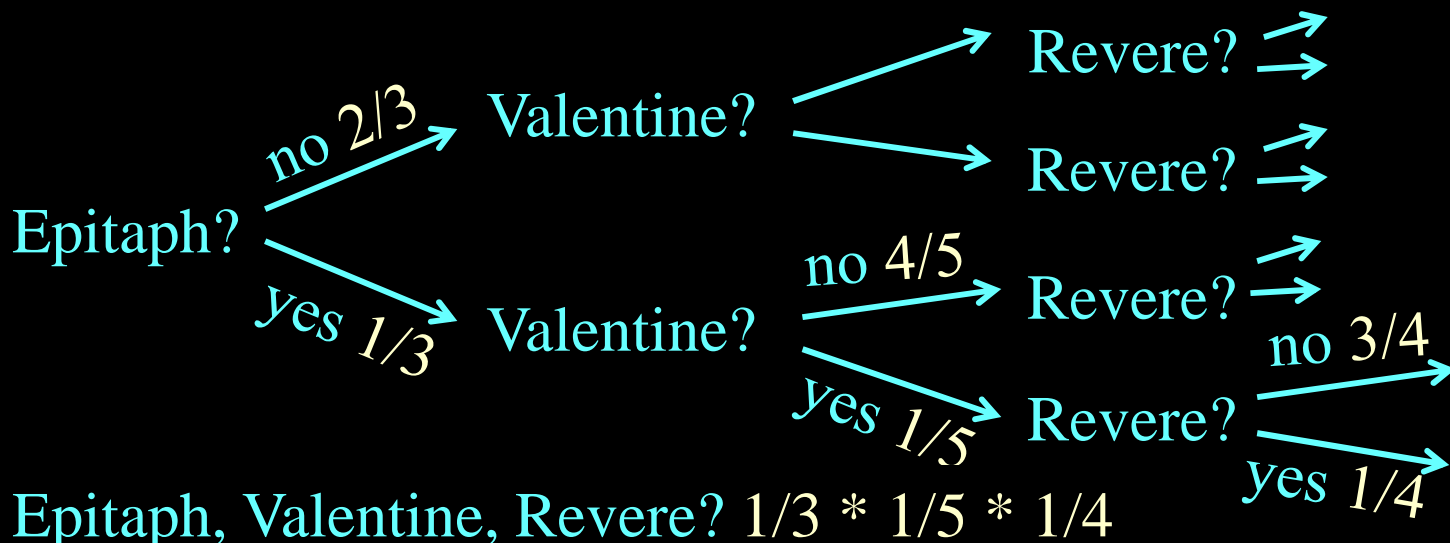 Revere?
no 2/3 Valentine?
Revere?
Epitaph?
no 4/5
Revere?
yes 1/3 Valentine?
no 3/4
yes 1/5 Revere?
yes 1/4
Epitaph, Valentine, Revere? 1/3 * 1/5 * 1/4